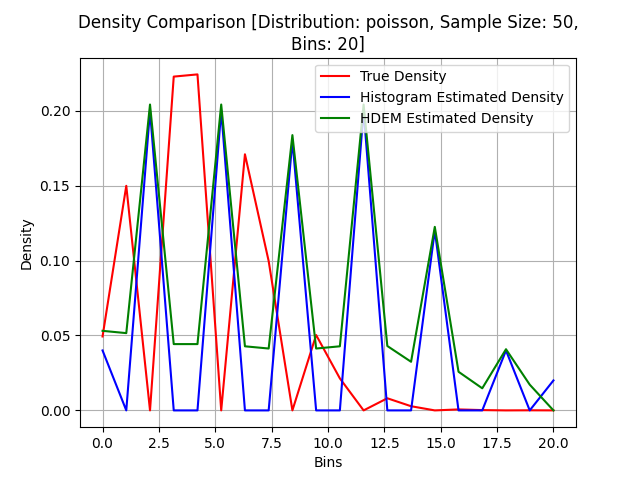 Density Comparison [Distribution: poisson, Sample Size: 50,
Bins: 20]
True Density
Histogram Estimated Density
HDEM Estimated Density
Density
0.20
0.15
0.10
0.05
0.00
0.0 2.5 5.0 7.5 10.0 12.5 15.0 17.5 20.0
Bins